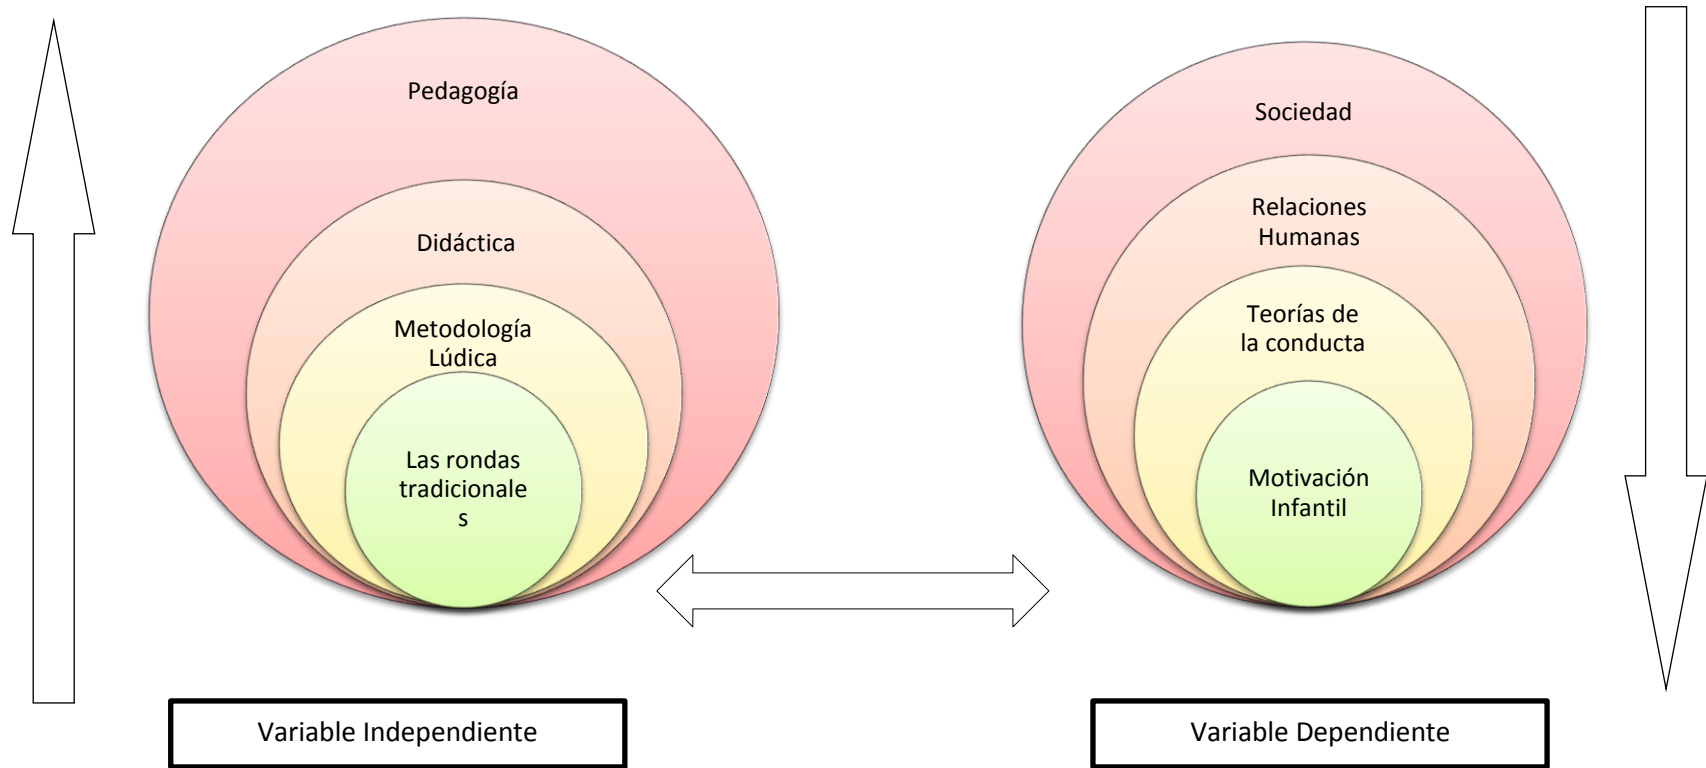 Pedagogía
Didáctica
Metodología
Lúdica
Las rondas
tradicionale
s
Sociedad
Relaciones
Humanas
Teorías de
la conducta
Motivación
Infantil
Variable Independiente
Variable Dependiente